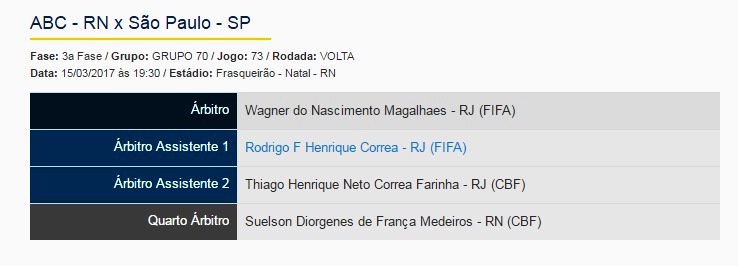 ABC - RN x São Paulo - SP
Fase: 3a Fase / Grupo: GRUPO 70 / Jogo: 73 / Rodada: VOLTA
Data: 15/03/2017 às 19:30 / Estádio: Frasqueirão - Natal - RN
Árbitro Wagner do Nascimento Magalhaes - RJ (FIFA)
Árbitro Assistente 1 Rodrigo F Henrique Correa - RJ (FIFA)
Árbitro Assistente 2 Thiago Henrique Neto Correa Farinha - RJ (CBF)
Quarto Árbitro Suelson Diorgenes de França Medeiros - RN (CBF)